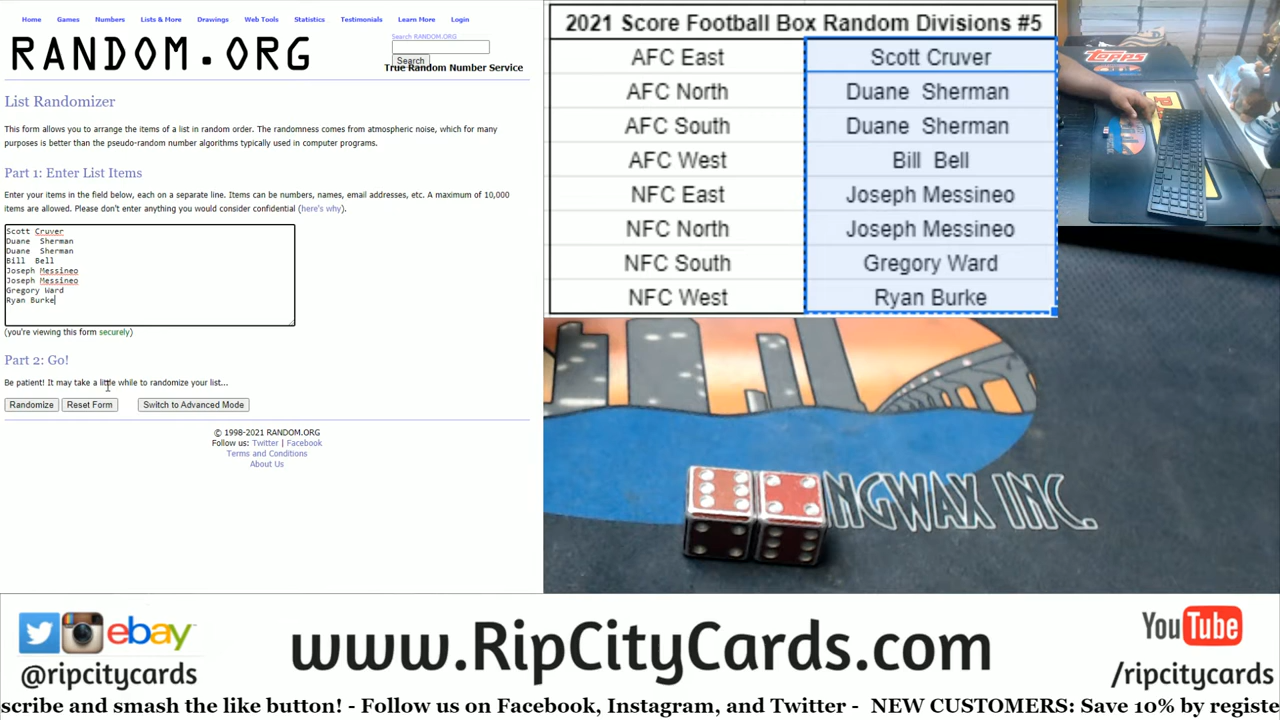 Home Games Numbers Lists & More Drawings Web Tools Statistics Testimonials Learn More Login
RANDOM.ORG
Search RANDOM.ORG
Search
True Random Number Service
List Randomizer
This form allows you to arrange the items of a list in random order. The randomness comes from atmospheric noise, which for many
purposes is better than the pseudo-random number algorithms typically used in computer programs.
Part 1: Enter List Items
Enter your items in the field below, each on a separate line. Items can be numbers, names, email addresses, etc. A maximum of 10,000
items are allowed. Please don't enter anything you would consider confidential (here's why).
Scott Cruver
Duane  Sherman
Duane  Sherman
Bill  Bell
Joseph Messineo
Joseph Messineo
Gregory Ward
Ryan Burke
(you're viewing this form securely)
Part 2: Go!
Be patient! It may take a little while to randomize your list...
Randomize Reset Form Switch to Advanced Mode
© 1998-2021 RANDOM.ORG
Follow us: Twitter | Facebook
Terms and Conditions
About Us
2021 Score Football Box Random Divisions #5
AFC East Scott Cruver
AFC North Duane  Sherman
AFC South Duane  Sherman
AFC West Bill  Bell
NFC East Joseph Messineo
NFC North Joseph Messineo
NFC South Gregory Ward
NFC West Ryan Burke
topps
NGWAX INC.
ebay
@ripcitycards
www.RipCityCards.com
YouTube
/ripcitycards
scribe and smash the like button! - Follow us on Facebook, Instagram, and Twitter - NEW CUSTOMERS: Save 10% by registe